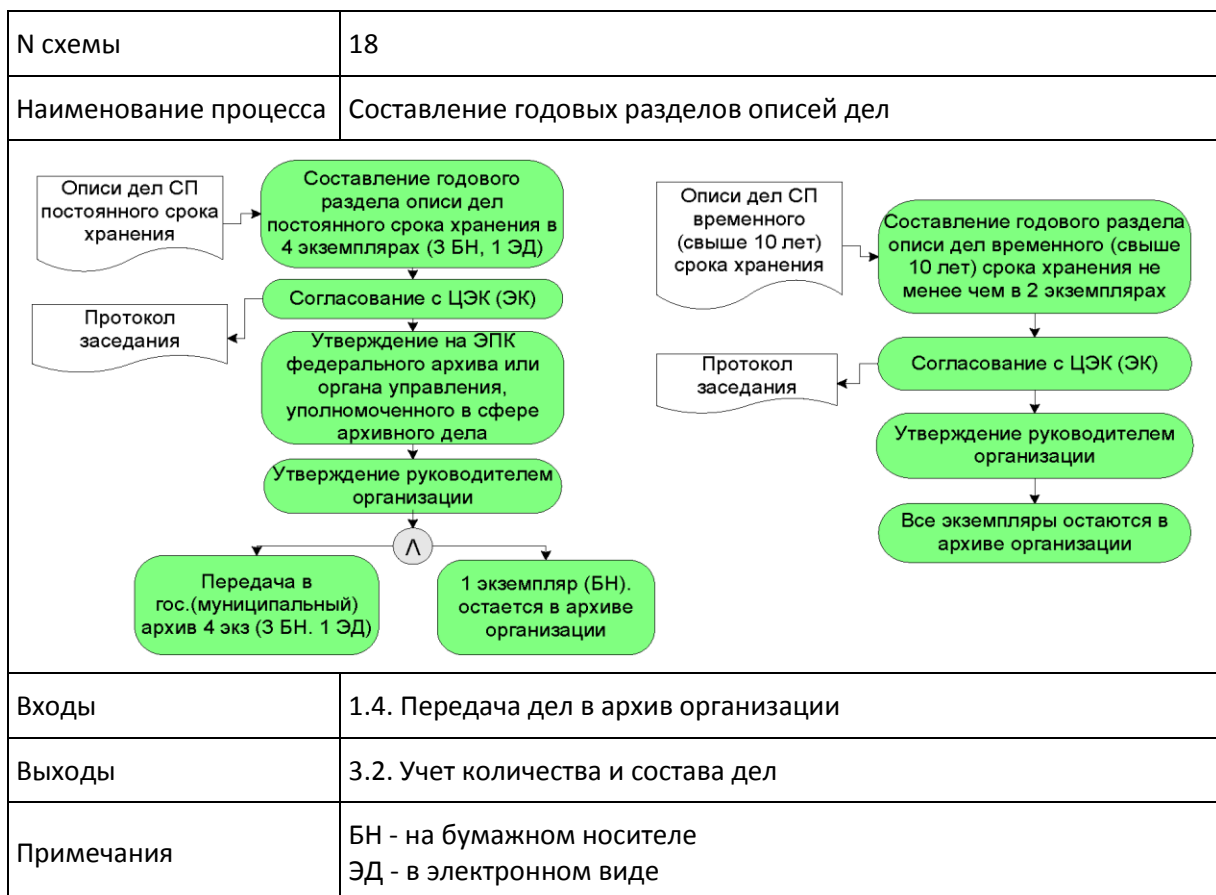 N схемы
18
Наименование процесса
Составление годовых разделов описей дел
Описи дел СП
постоянного срока
хранения
Составление годового
раздела описи дел
постоянного срока хранения в
4 экземплярах (3 БН, 1 ЭД)
Согласование с ЦЭК (ЭК)
Протокол
заседания
Утверждение на ЭПК
федерального архива или
органа управления,
уполномоченного в сфере
архивного дела
Утверждение руководителем
организации
Λ
Передача в
гос.(муниципальный)
архив 4 экз (3 БН. 1 ЭД)
1 экземпляр (БН).
остается в архиве
организации
Описи дел СП
временного
(свыше 10 лет)
срока хранения
Составление годового раздела
описи дел временного (свыше
10 лет) срока хранения не
менее чем в 2 экземплярах
Согласование с ЦЭК (ЭК)
Протокол
заседания
Утверждение руководителем
организации
Все экземпляры остаются в
архиве организации
Входы
1.4. Передача дел в архив организации
Выходы
3.2. Учет количества и состава дел
Примечания
БН - на бумажном носителе
ЭД - в электронном виде